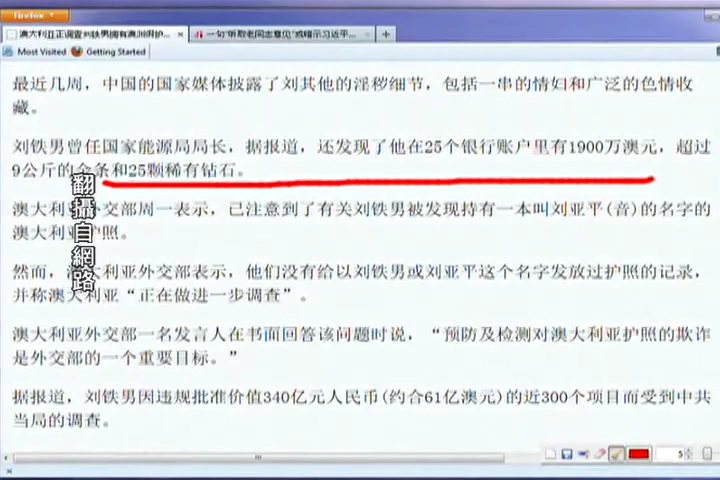 firefox
澳大利亚正调查刘铁男拥有澳洲假护...
一句"听取老同志意见"或暗示习近平...
Most Visited Getting Started
最近几周，中国的国家媒体披露了刘其他的淫秽细节，包括一串的情妇和广泛的色情收
藏。
刘铁男曾任国家能源局局长，据报道，还发现了他在25个银行账户里有1900万澳元，超过
9公斤的金条和25颗稀有钻石。
澳大利亚外交部周一表示，已注意到了有关刘铁男被发现持有一本叫刘亚平(音)的名字的
澳大利亚护照。
然而，澳大利亚外交部表示，他们没有给以刘铁男或刘亚平这个名字发放过护照的记录，
并称澳大利亚“正在做进一步调查”。
澳大利亚外交部一名发言人在书面回答该问题时说，“预防及检测对澳大利亚护照的欺诈
是外交部的一个重要目标。”
据报道，刘铁男因违规批准价值340亿元人民币(约合61亿澳元)的近300个项目而受到中共
当局的调查。
翻攝自網路
5